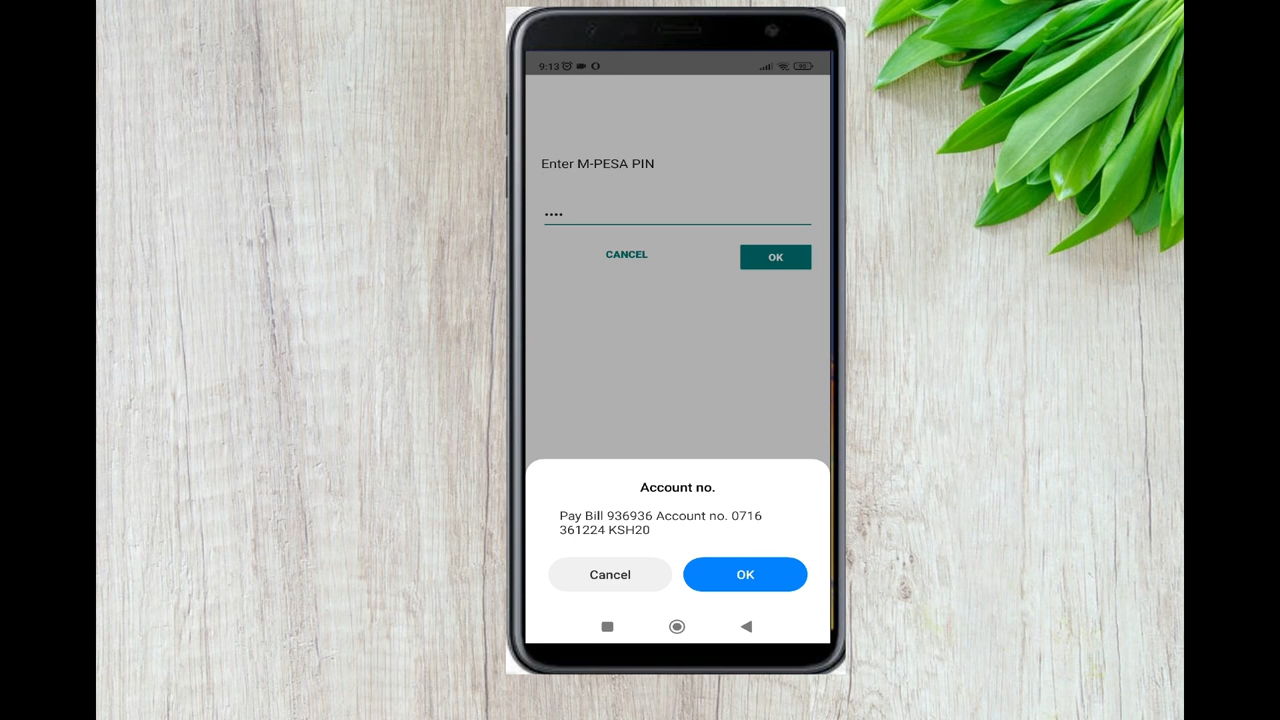 9:13
95
Enter M-PESA PIN
••••
CANCEL
OK
Account no.
Pay Bill 936936 Account no. 0716
361224 KSH20
Cancel
OK